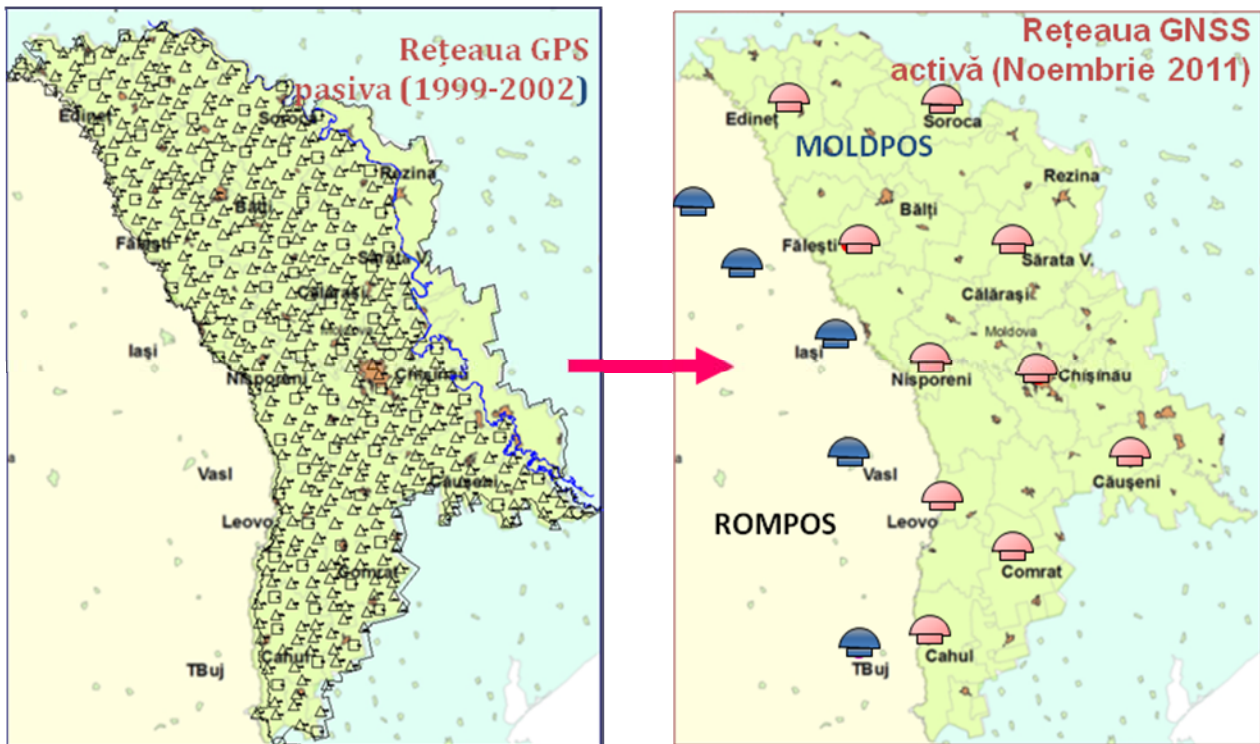 Rețeaua GPS
pasiva (1999-2002)
Edineț
Soroca
Rezina
Bălți
Fălești
Sărata V.
Călărași
Moldova
Iași
Nisporeni
Chișinău
Vasl
Căușeni
Leovo
Comrat
Cahul
TBuj
Rețeaua GNSS
activă (Noembrie 2011)
Edineț
Soroca
MOLDPOS
Rezina
Bălți
Fălești
Sărata V.
Călărași
Moldova
Iași
Nisporeni
Chișinău
Vasl
Căușeni
ROMPOS
Leovo
Comrat
Cahul
TBuj